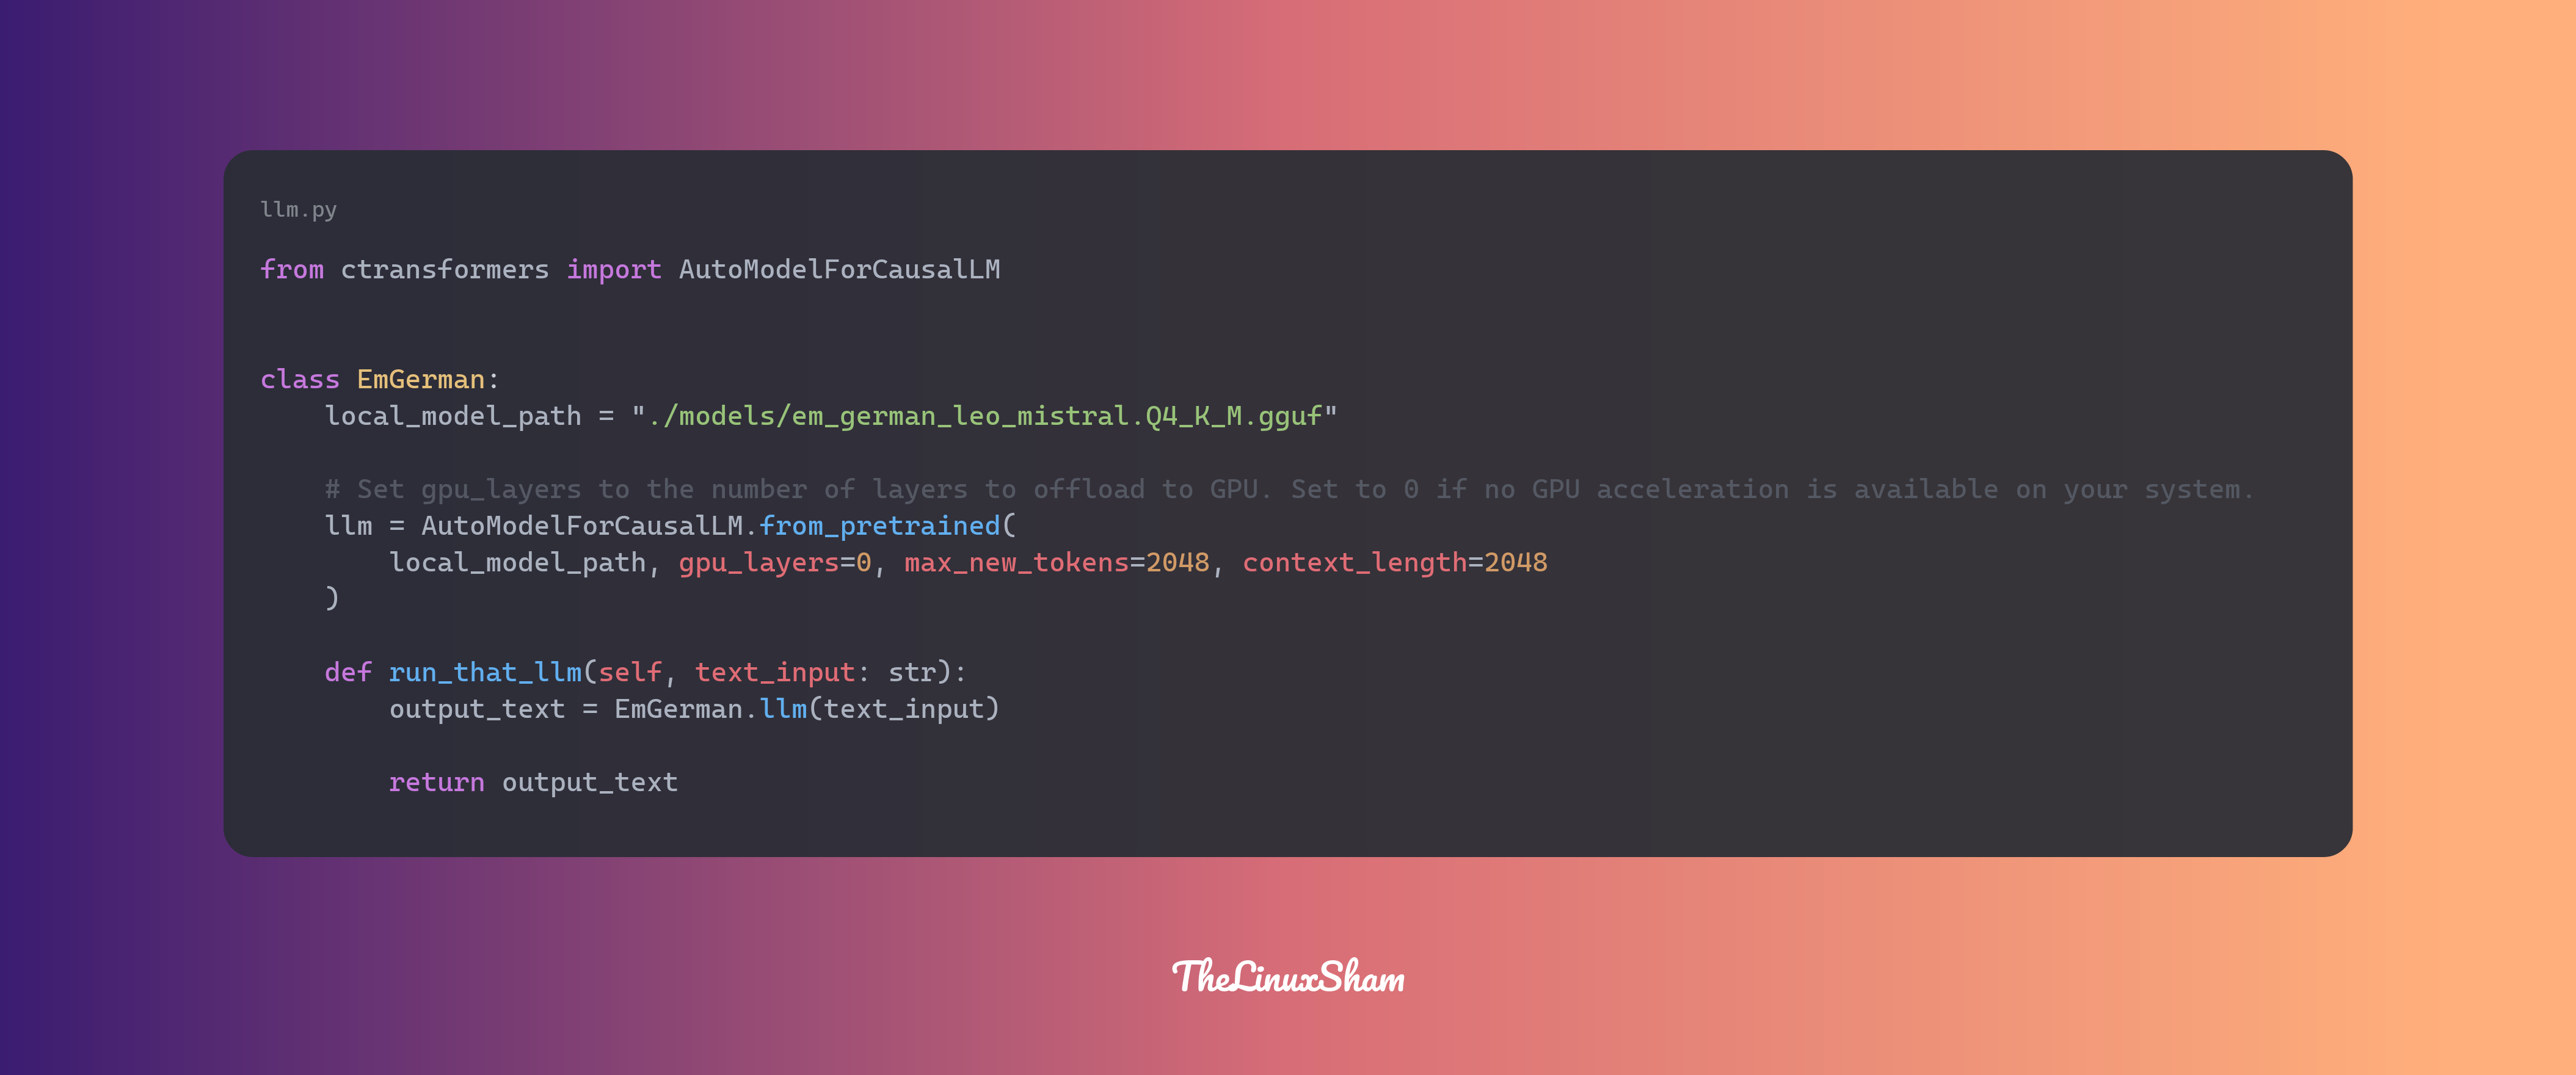 llm.py
from ctransformers import AutoModelForCausalLM
class EmGerman:
    local_model_path = "./models/em_german_leo_mistral.Q4_K_M.gguf"
    # Set gpu_layers to the number of layers to offload to GPU. Set to 0 if no GPU acceleration is available on your system.
    llm = AutoModelForCausalLM.from_pretrained(
        local_model_path, gpu_layers=0, max_new_tokens=2048, context_length=2048
    )
    def run_that_llm(self, text_input: str):
        output_text = EmGerman.llm(text_input)
        return output_text
TheLinuxSham